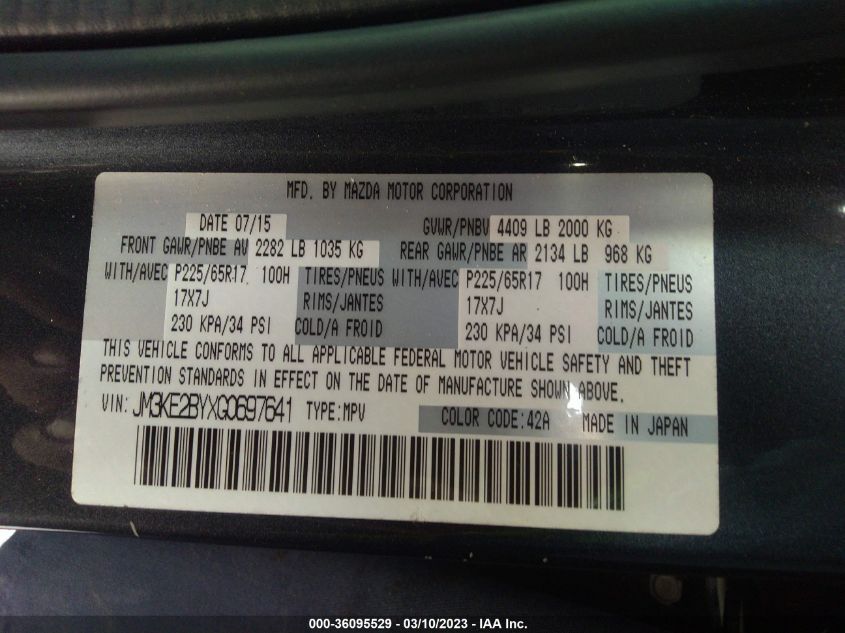 MFD. BY MAZDA MOTOR CORPORATION
DATE 07/15 GVWR/PNBV 4409 LB 2000 KG
FRONT GAWR/PNBE AV 2282 LB 1035 KG REAR GAWR/PNBE AR 2134 LB 968 KG
WITH/AVEC P225/65R17 100H TIRES/PNEUS WITH/AVEC P225/65R17 100H TIRES/PNEUS
17X7J RIMS/JANTES 17X7J RIMS/JANTES
230 KPA/34 PSI COLD/A FROID 230 KPA/34 PSI COLD/A FROID
THIS VEHICLE CONFORMS TO ALL APPLICABLE FEDERAL MOTOR VEHICLE SAFETY AND THEFT
PREVENTION STANDARDS IN EFFECT ON THE DATE OF MANUFACTURE SHOWN ABOVE.
VIN: JM3KE2BYXG0697641 TYPE:MPV COLOR CODE:42A MADE IN JAPAN
000-36095529 - 03/10/2023 - IAA Inc.